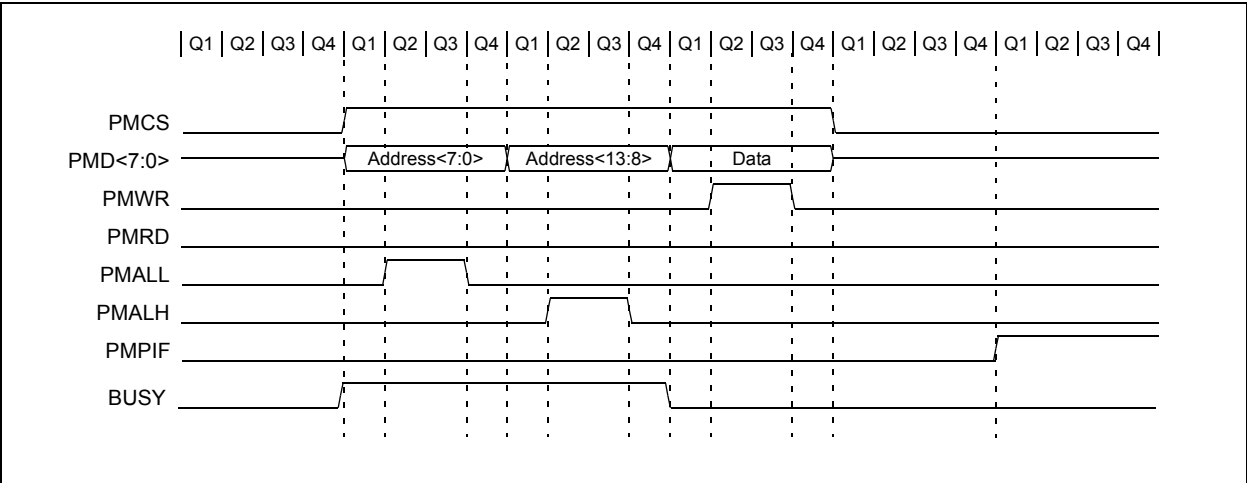 | Q1 | Q2 | Q3 | Q4 | Q1 | Q2 | Q3 | Q4 | Q1 | Q2 | Q3 | Q4 | Q1 | Q2 | Q3 | Q4 | Q1 | Q2 | Q3 | Q4 | Q1 | Q2 | Q3 | Q4 |
PMCS
PMD<7:0> Address<7:0> Address<13:8> Data
PMWR
PMRD
PMALL
PMALH
PMPIF
BUSY